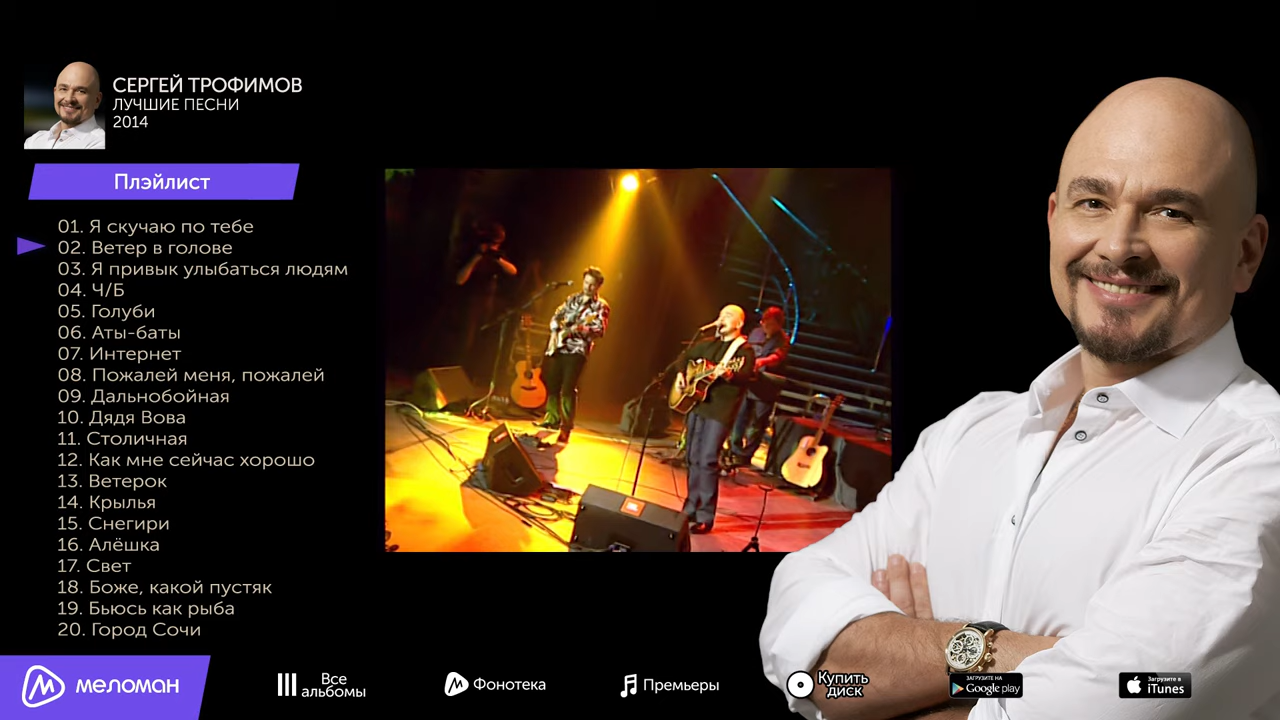 СЕРГЕЙ ТРОФИМОВ
ЛУЧШИЕ ПЕСНИ
2014
Плэйлист
01. Я скучаю по тебе
02. Ветер в голове
03. Я привык улыбаться людям
04. Ч/Б
05. Голуби
06. Аты-баты
07. Интернет
08. Пожалей меня, пожалей
09. Дальнобойная
10. Дядя Вова
11. Столичная
12. Как мне сейчас хорошо
13. Ветерок
14. Крылья
15. Снегири
16. Алёшка
17. Свет
18. Боже, какой пустяк
19. Бьюсь как рыба
20. Город Сочи
меломан
Все
альбомы
Фонотека
Премьеры
Купить
диск
ЗАГРУЗИТЕ НА
Google play
Загрузите в
iTunes